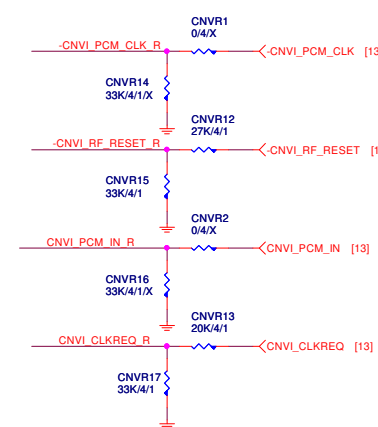 CNVR1
0/4/X
-CNVI_PCM_CLK_R
-CNVI_PCM_CLK [13
CNVR14
33K/4/1/X
CNVR12
27K/4/1
-CNVI_RF_RESET_R
-CNVI_RF_RESET [1
CNVR15
33K/4/1
CNVR2
0/4/X
CNVI_PCM_IN_R
CNVI_PCM_IN [13]
CNVR16
33K/4/1/X
CNVR13
20K/4/1
CNVI_CLKREQ_R
CNVI_CLKREQ [13]
CNVR17
33K/4/1